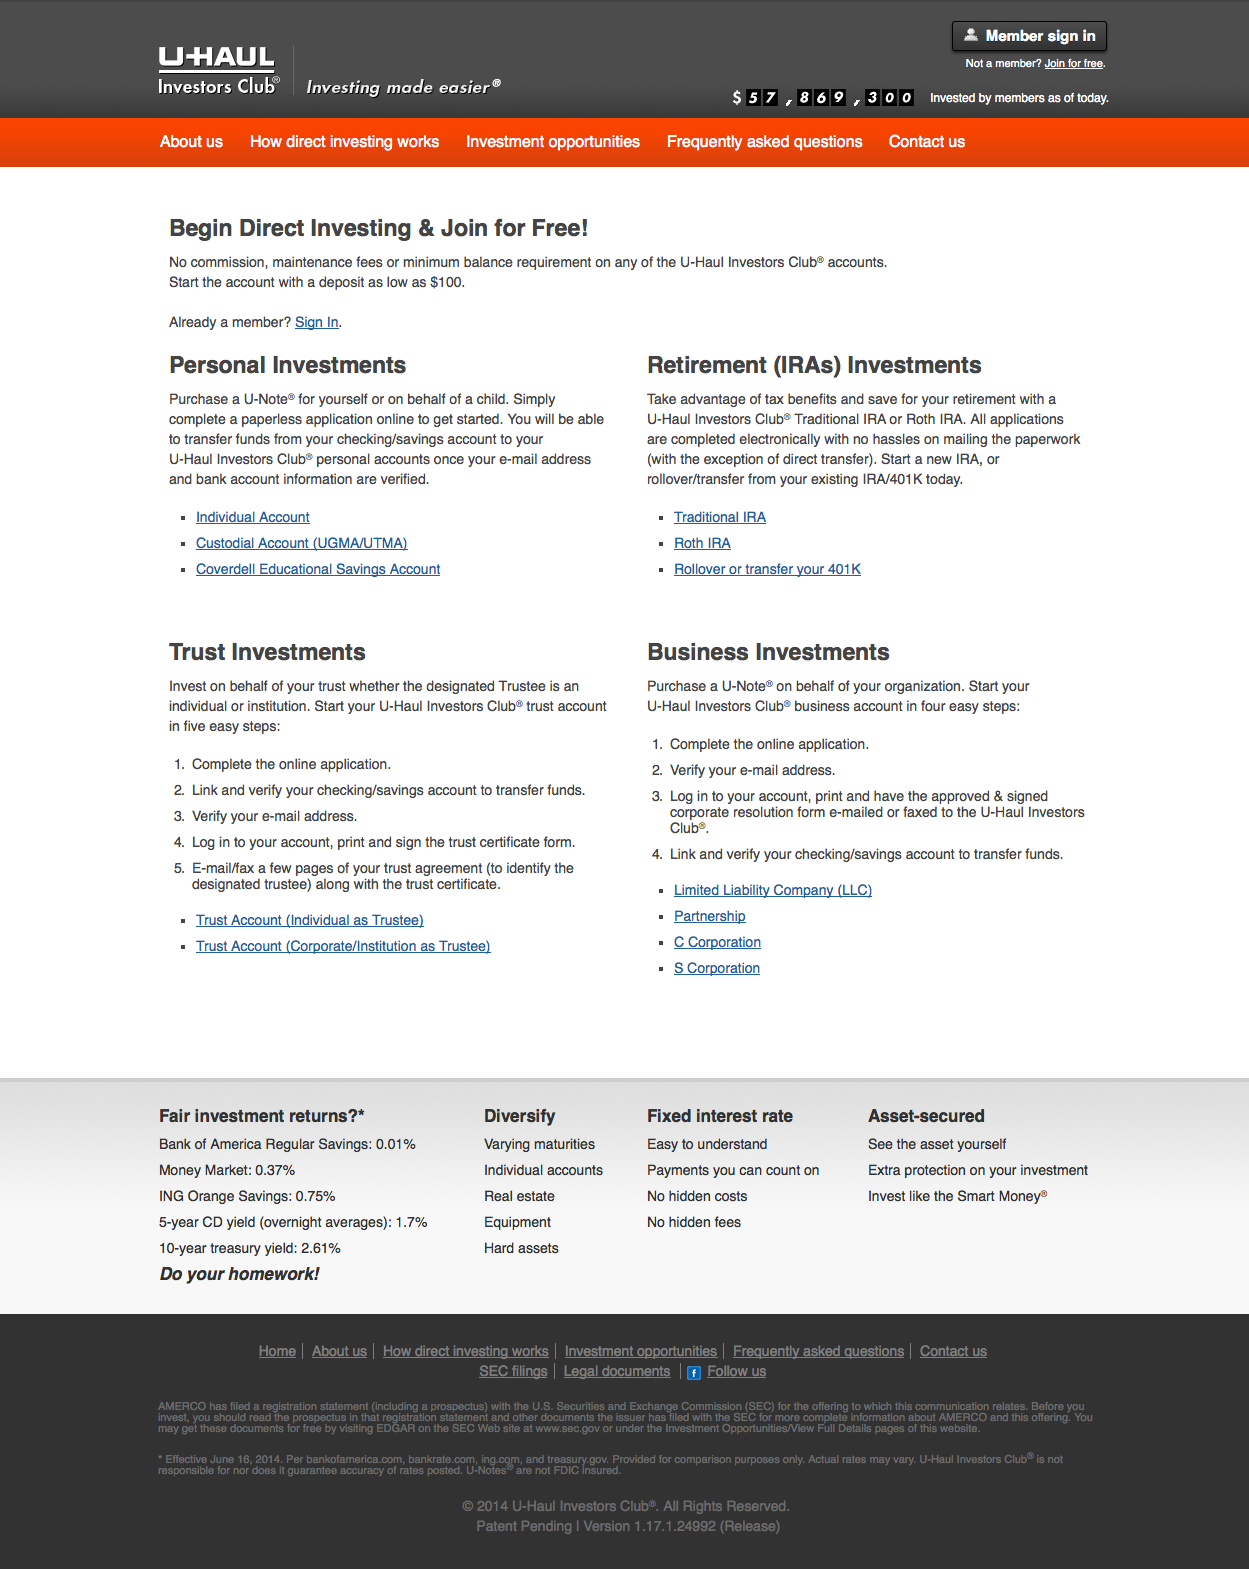 Member sign in
Not a member? Join for free.
U-HAUL
Investors Club®
Investing made easier®
$57,869,300 Invested by members as of today.
About us How direct investing works Investment opportunities Frequently asked questions Contact us
Begin Direct Investing & Join for Free!
No commission, maintenance fees or minimum balance requirement on any of the U-Haul Investors Club® accounts.
Start the account with a deposit as low as $100.
Already a member? Sign In.
Personal Investments
Purchase a U-Note® for yourself or on behalf of a child. Simply
complete a paperless application online to get started. You will be able
to transfer funds from your checking/savings account to your
U-Haul Investors Club® personal accounts once your e-mail address
and bank account information are verified.
▪ Individual Account
▪ Custodial Account (UGMA/UTMA)
▪ Coverdell Educational Savings Account
Retirement (IRAs) Investments
Take advantage of tax benefits and save for your retirement with a
U-Haul Investors Club® Traditional IRA or Roth IRA. All applications
are completed electronically with no hassles on mailing the paperwork
(with the exception of direct transfer). Start a new IRA, or
rollover/transfer from your existing IRA/401K today.
▪ Traditional IRA
▪ Roth IRA
▪ Rollover or transfer your 401K
Trust Investments
Invest on behalf of your trust whether the designated Trustee is an
individual or institution. Start your U-Haul Investors Club® trust account
in five easy steps:
1. Complete the online application.
2. Link and verify your checking/savings account to transfer funds.
3. Verify your e-mail address.
4. Log in to your account, print and sign the trust certificate form.
5. E-mail/fax a few pages of your trust agreement (to identify the
designated trustee) along with the trust certificate.
▪ Trust Account (Individual as Trustee)
▪ Trust Account (Corporate/Institution as Trustee)
Business Investments
Purchase a U-Note® on behalf of your organization. Start your
U-Haul Investors Club® business account in four easy steps:
1. Complete the online application.
2. Verify your e-mail address.
3. Log in to your account, print and have the approved & signed
corporate resolution form e-mailed or faxed to the U-Haul Investors
Club®.
4. Link and verify your checking/savings account to transfer funds.
▪ Limited Liability Company (LLC)
▪ Partnership
▪ C Corporation
▪ S Corporation
Fair investment returns?*
Bank of America Regular Savings: 0.01%
Money Market: 0.37%
ING Orange Savings: 0.75%
5-year CD yield (overnight averages): 1.7%
10-year treasury yield: 2.61%
Do your homework!
Diversify
Varying maturities
Individual accounts
Real estate
Equipment
Hard assets
Fixed interest rate
Easy to understand
Payments you can count on
No hidden costs
No hidden fees
Asset-secured
See the asset yourself
Extra protection on your investment
Invest like the Smart Money®
Home | About us | How direct investing works | Investment opportunities | Frequently asked questions | Contact us
SEC filings | Legal documents | f Follow us
AMERCO has filed a registration statement (including a prospectus) with the U.S. Securities and Exchange Commission (SEC) for the offering to which this communication relates. Before you
invest, you should read the prospectus in that registration statement and other documents the issuer has filed with the SEC for more complete information about AMERCO and this offering. You
may get these documents for free by visiting EDGAR on the SEC Web site at www.sec.gov or under the Investment Opportunities/View Full Details pages of this website.
* Effective June 16, 2014. Per bankofamerica.com, bankrate.com, ing.com, and treasury.gov. Provided for comparison purposes only. Actual rates may vary. U-Haul Investors Club® is not
responsible for nor does it guarantee accuracy of rates posted. U-Notes® are not FDIC insured.
© 2014 U-Haul Investors Club®. All Rights Reserved.
Patent Pending | Version 1.17.1.24992 (Release)